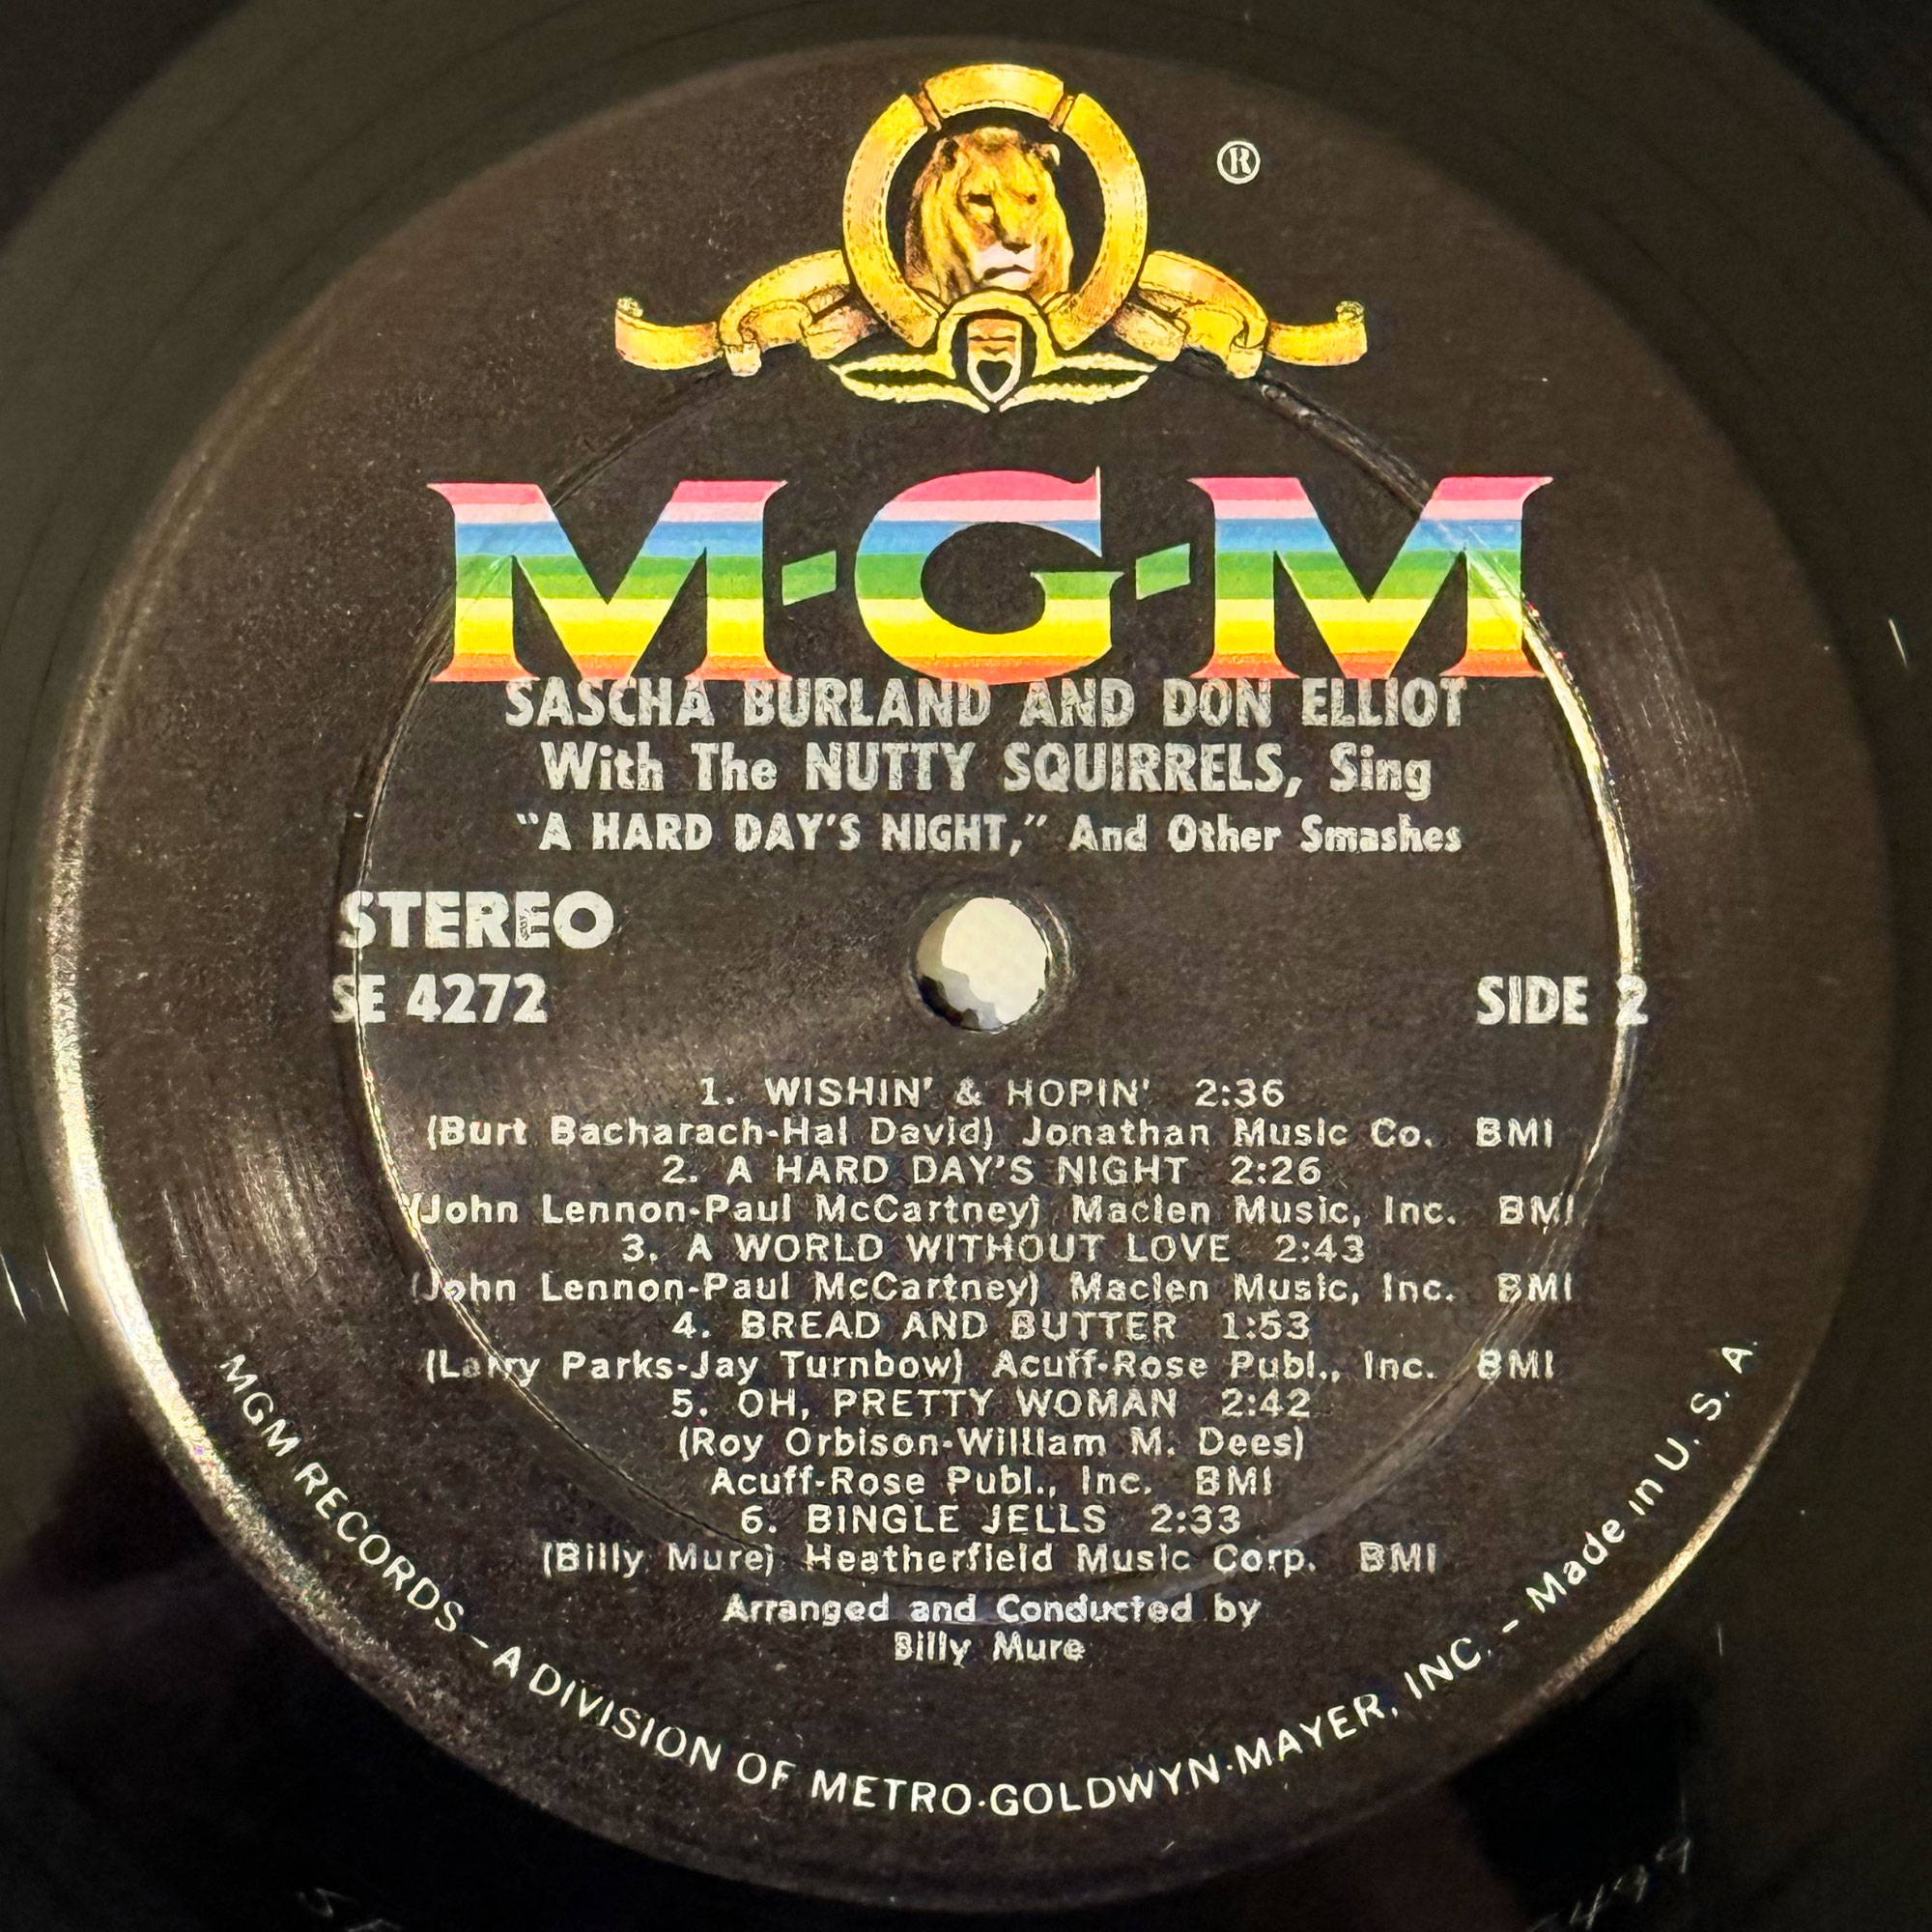 ®
M-G-M
SASCHA BURLAND AND DON ELLIOT
With The NUTTY SQUIRRELS, Sing
"A HARD DAY'S NIGHT," And Other Smashes
STEREO
SE 4272
SIDE 2
1. WISHIN' & HOPIN' 2:36
(Burt Bacharach-Hal David) Jonathan Music Co. BMI
2. A HARD DAY'S NIGHT 2:26
(John Lennon-Paul McCartney) Maclen Music, Inc. BMI
3. A WORLD WITHOUT LOVE 2:43
(John Lennon-Paul McCartney) Maclen Music, Inc. BMI
4. BREAD AND BUTTER 1:53
(Larry Parks-Jay Turnbow) Acuff-Rose Publ., Inc. BMI
5. OH, PRETTY WOMAN 2:42
(Roy Orbison-William M. Dees)
Acuff-Rose Publ., Inc. BMI
6. BINGLE JELLS 2:33
(Billy Mure) Heatherfield Music Corp. BMI
Arranged and Conducted by
Billy Mure
MGM RECORDS – A DIVISION OF METRO-GOLDWYN-MAYER, INC. – Made in U. S. A.